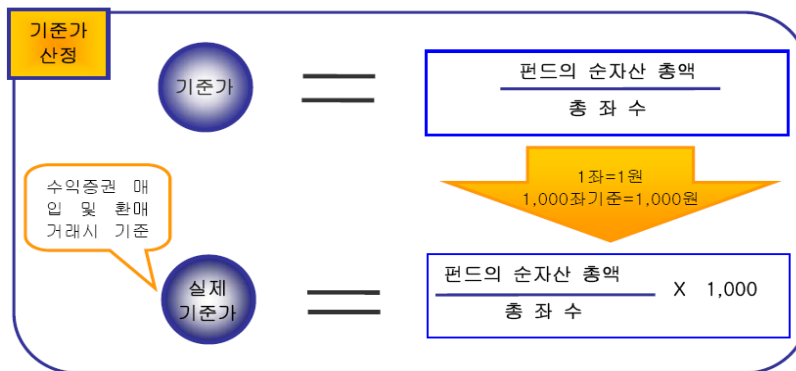 기준가
산정
기준가
펀드의 순자산 총액
총 좌 수
1좌=1원
1,000좌기준=1,000원
수익증권 매
입 및 환매
거래시 기준
실제
기준가
펀드의 순자산 총액
총 좌 수
X 1,000